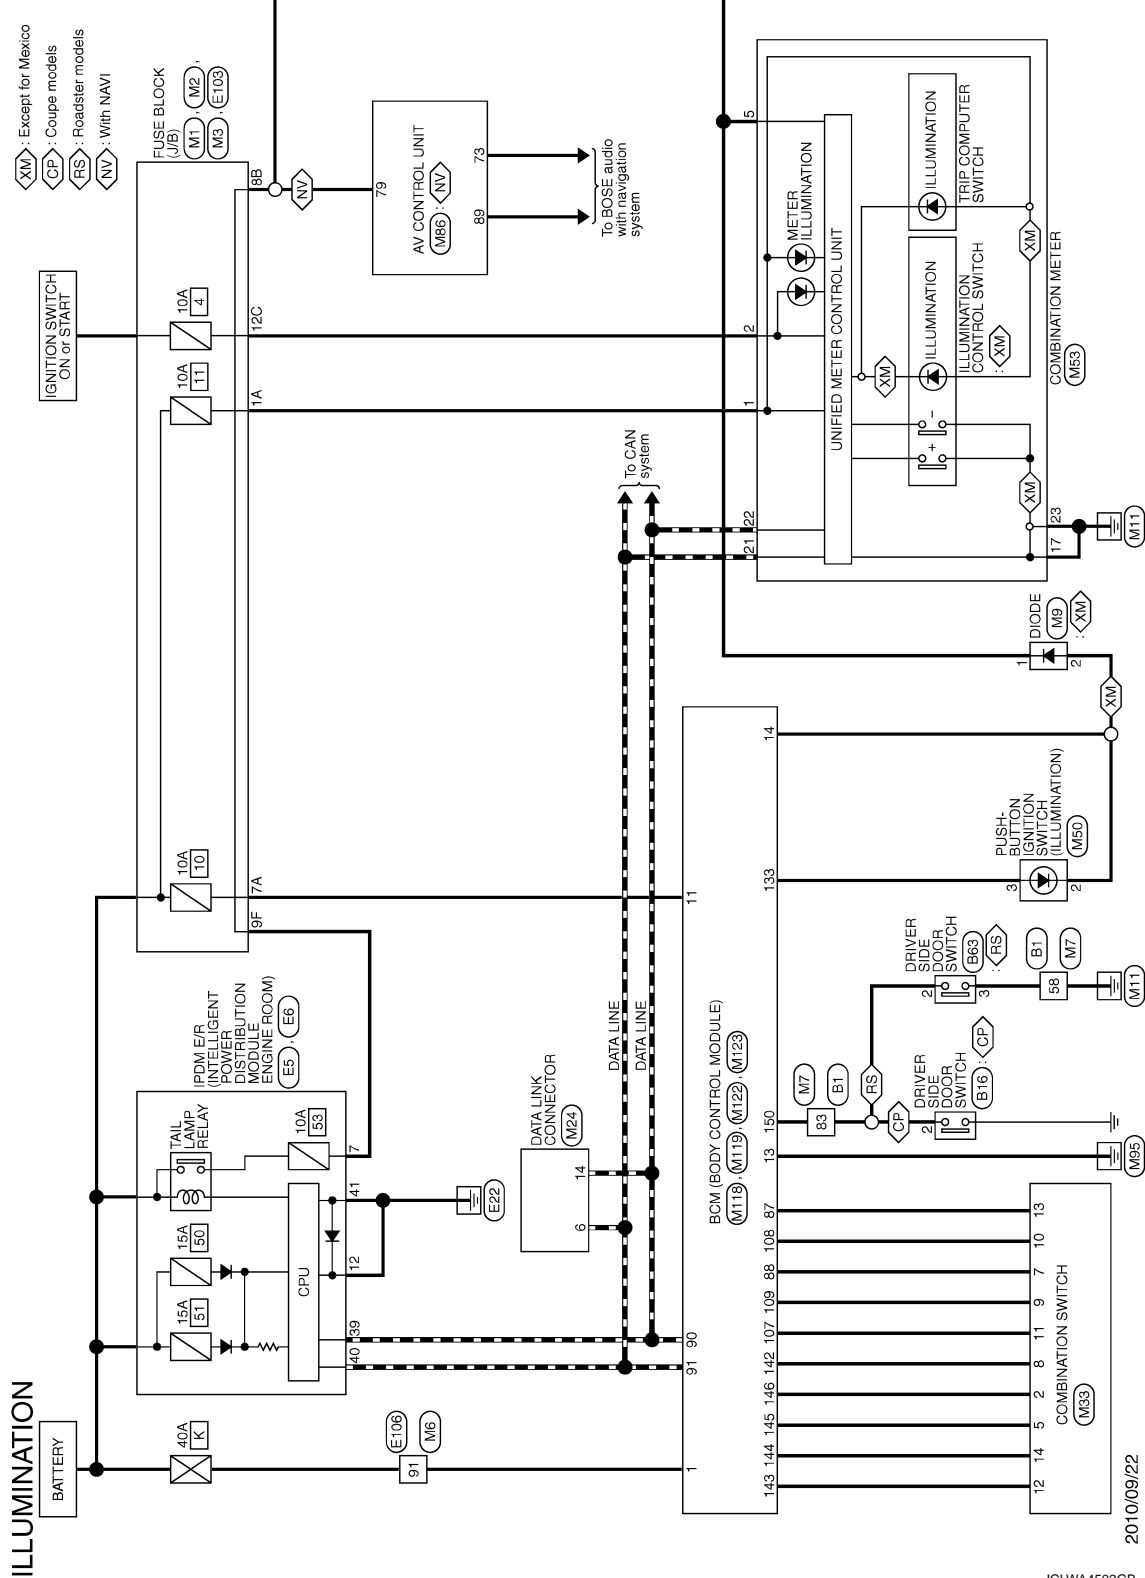 ILLUMINATION
BATTERY
IGNITION SWITCH
ON or START
XM : Except for Mexico
CP : Coupe models
RS : Roadster models
NV : With NAVI
40A
K
E106
M6
91
1
15A
51
15A
50
TAIL
LAMP
RELAY
10A
53
CPU
IPDM E/R
(INTELLIGENT
POWER
DISTRIBUTION
MODULE
ENGINE ROOM)
E5 , E6
40
39
12
41
7
E22
10A
10
10A
11
10A
4
FUSE BLOCK
(J/B)
M1 , M2 ,
M3 , E103
9F
7A
1A
12C
8B
NV
79
AV CONTROL UNIT
M86 : NV
89
73
To BOSE audio
with navigation
system
DATA LINK
CONNECTOR
M24
6
14
DATA LINE
DATA LINE
To CAN
system
91
90
11
BCM (BODY CONTROL MODULE)
M118 , M119 , M122 , M123
143
144
145
146
142
107
109
88
108
87
13
150
133
14
12
14
5
2
8
11
9
7
10
13
COMBINATION SWITCH
M33
M95
M7
83
B1
RS
CP
2
DRIVER
SIDE
DOOR
SWITCH
B16 : CP
2
3
DRIVER
SIDE
DOOR
SWITCH
B63
: RS
B1
58
M7
M11
3
2
PUSH-
BUTTON
IGNITION
SWITCH
(ILLUMINATION)
M50
XM
1
2
DIODE
M9
: XM
21
22
1
2
5
UNIFIED METER CONTROL UNIT
METER
ILLUMINATION
+
-
XM
ILLUMINATION
ILLUMINATION
CONTROL SWITCH
: XM
ILLUMINATION
TRIP COMPUTER
SWITCH
XM
XM
17
23
M11
COMBINATION METER
M53
2010/09/22